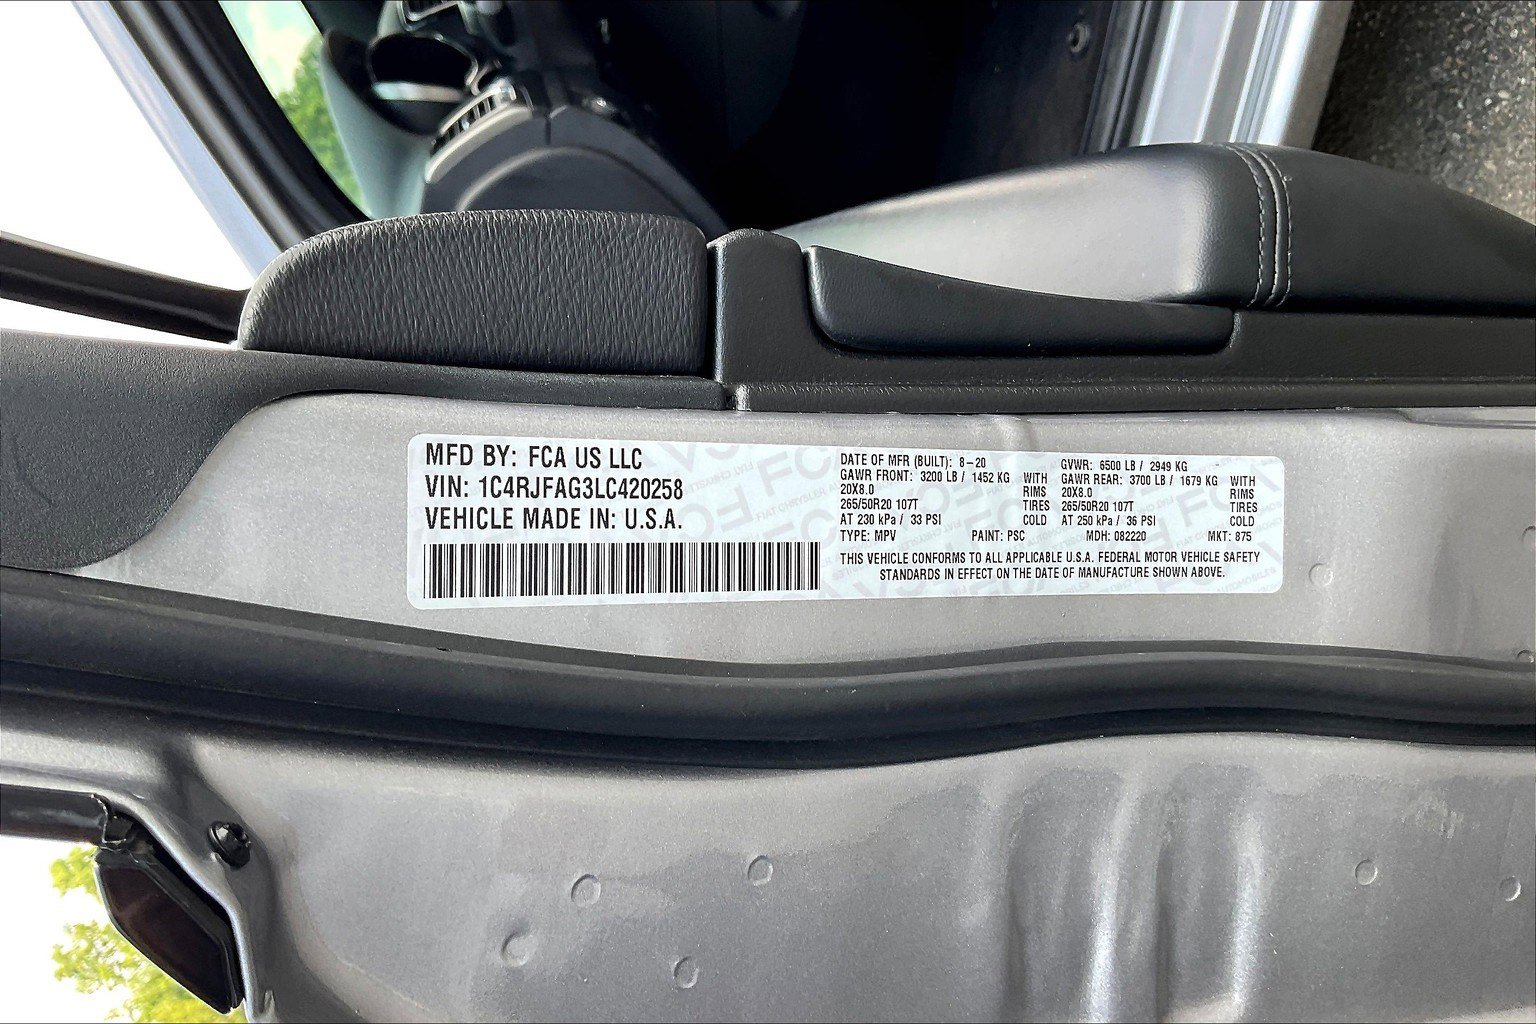 MFD BY: FCA US LLC
VIN: 1C4RJFAG3LC420258
VEHICLE MADE IN: U.S.A.
DATE OF MFR (BUILT): 8-20
GAWR FRONT: 3200 LB / 1452 KG WITH
20X8.0 RIMS
265/50R20 107T TIRES
AT 230 kPa / 33 PSI COLD
GVWR: 6500 LB / 2949 KG
GAWR REAR: 3700 LB / 1679 KG WITH
20X8.0 RIMS
265/50R20 107T TIRES
AT 250 kPa / 36 PSI COLD
TYPE: MPV PAINT: PSC MDH: 082220 MKT: 875
THIS VEHICLE CONFORMS TO ALL APPLICABLE U.S.A. FEDERAL MOTOR VEHICLE SAFETY
STANDARDS IN EFFECT ON THE DATE OF MANUFACTURE SHOWN ABOVE.